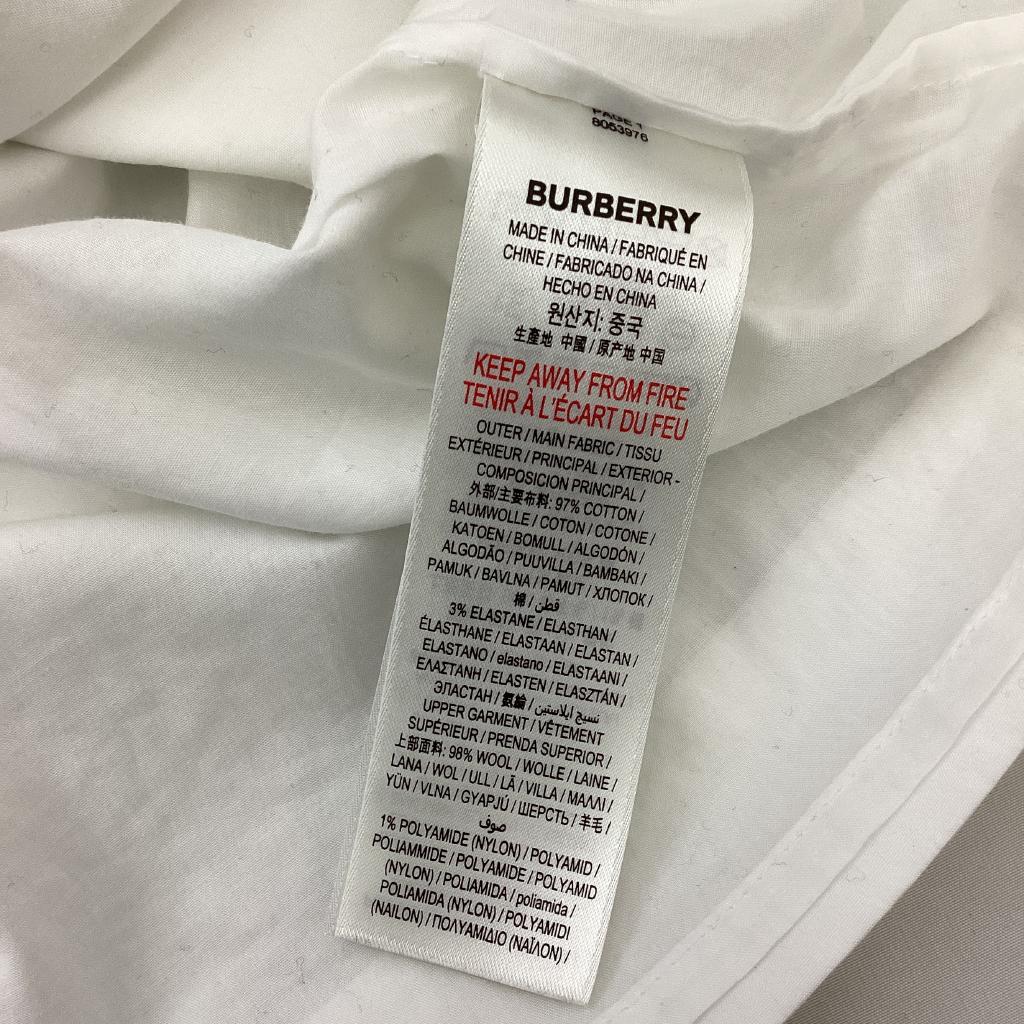 PAGE 1
8053976
BURBERRY
MADE IN CHINA / FABRIQUÉ EN
CHINE / FABRICADO NA CHINA /
HECHO EN CHINA
원산지: 중국
生產地 中國 / 原产地 中国
KEEP AWAY FROM FIRE
TENIR À L'ÉCART DU FEU
OUTER / MAIN FABRIC / TISSU
EXTÉRIEUR / PRINCIPAL / EXTERIOR -
COMPOSICION PRINCIPAL /
外部/主要布料: 97% COTTON /
BAUMWOLLE / COTON / COTONE /
KATOEN / BOMULL / ALGODÓN /
ALGODÃO / PUUVILLA / BAMBAKI /
PAMUK / BAVLNA / PAMUT / ХЛОПОК /
棉 / قطن
3% ELASTANE / ELASTHAN /
ÉLASTHANE / ELASTAAN / ELASTAN /
ELASTANO / elastano / ELASTAANI /
ΕΛΑΣΤΑΝΗ / ELASTEN / ELASZTÁN /
ЭЛАСТАН / 氨綸 / نسيج ايلاستين
UPPER GARMENT / VÊTEMENT
SUPÉRIEUR / PRENDA SUPERIOR /
上部面料: 98% WOOL / WOLLE / LAINE /
LANA / WOL / ULL / LÃ / VILLA / ΜΑΛΛΙ /
YÜN / VLNA / GYAPJÚ / ШЕРСТЬ / 羊毛 /
صوف
1% POLYAMIDE (NYLON) / POLYAMID /
POLIAMMIDE / POLYAMIDE / POLYAMID
(NYLON) / POLIAMIDA / poliamida /
POLIAMIDA (NYLON) / POLYAMIDI
(NAILON) / ΠΟΛΥΑΜΙΔΙΟ (ΝΑΪΛΟΝ) /